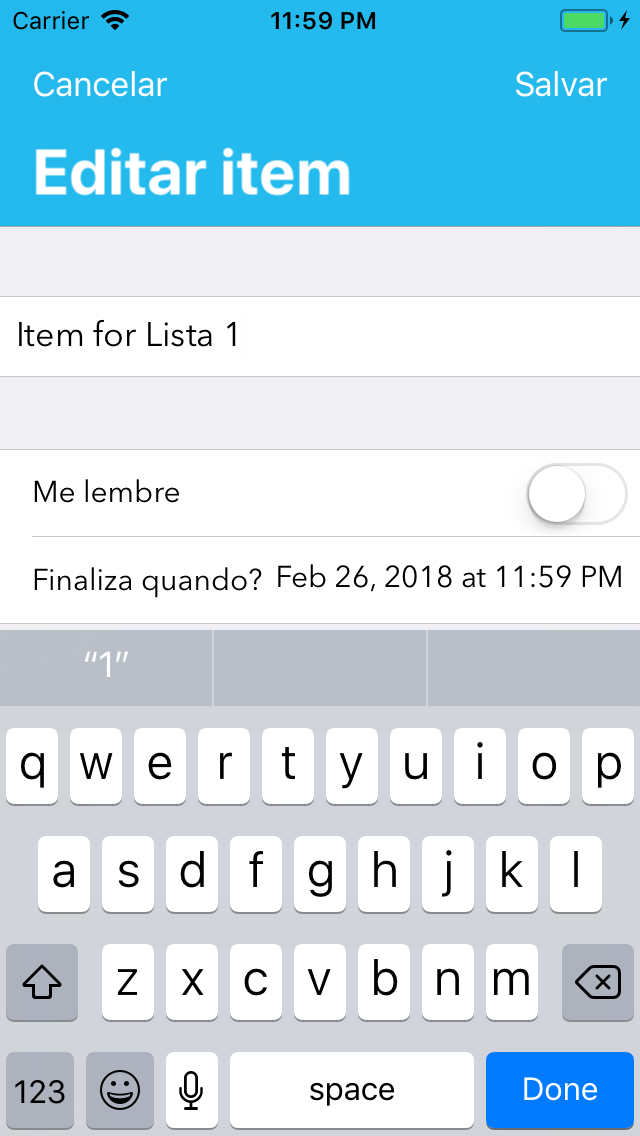 Carrier 11:59 PM
Cancelar Salvar
Editar item
Item for Lista 1
Me lembre
Finaliza quando? Feb 26, 2018 at 11:59 PM
“1”
q w e r t y u i o p
a s d f g h j k l
z x c v b n m
123 space Done